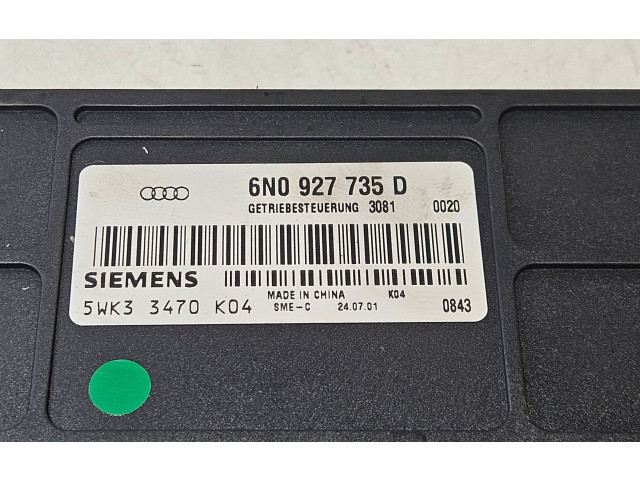 6N0 927 735 D
GETRIEBESTEUERUNG 3081 0020
SIEMENS
5WK3 3470 K04
MADE IN CHINA K04
SME-C 24.07.01 0843